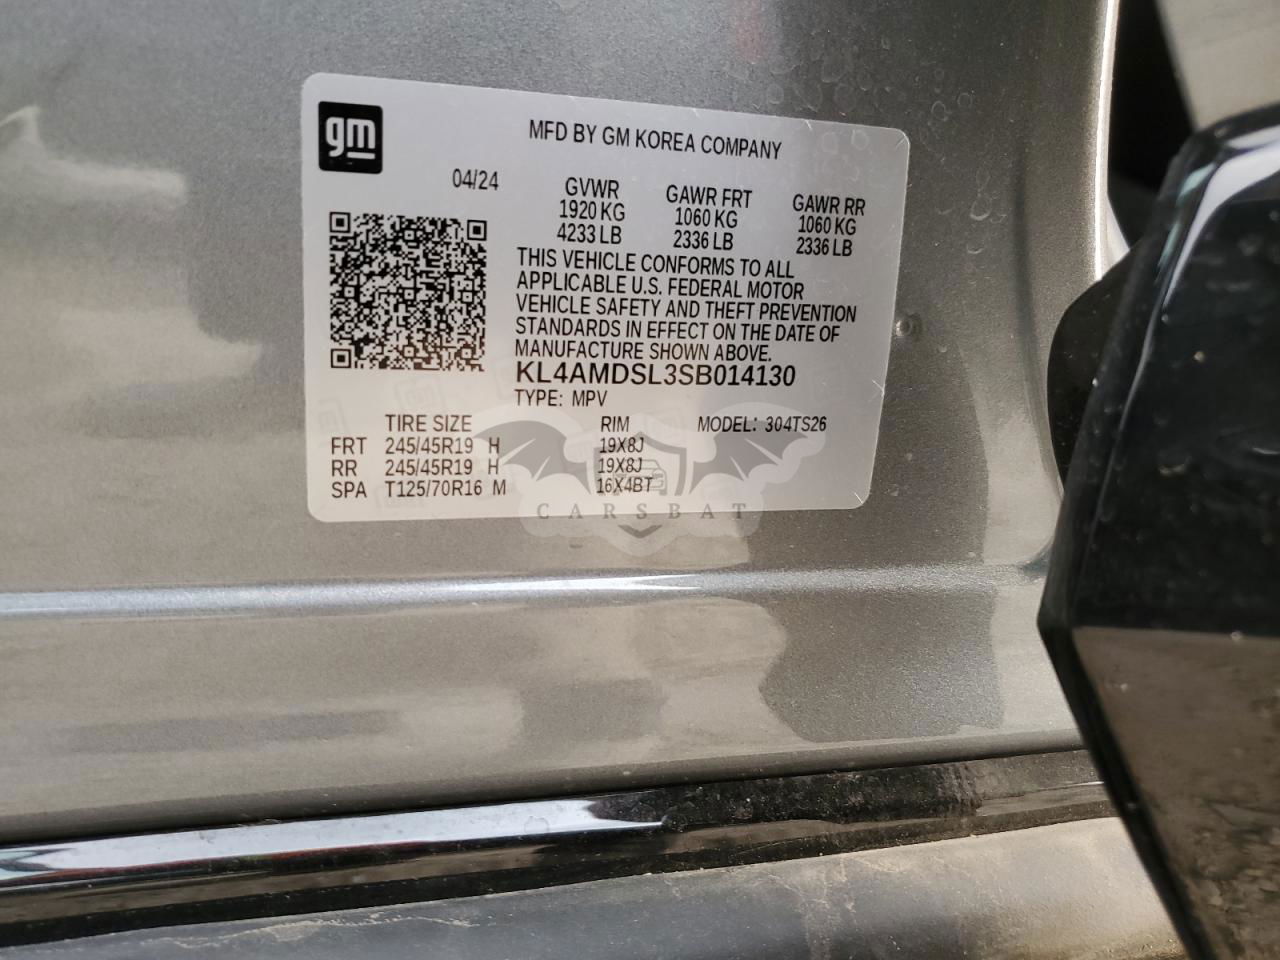 gm
MFD BY GM KOREA COMPANY
04/24
GVWR GAWR FRT GAWR RR
1920 KG 1060 KG 1060 KG
4233 LB 2336 LB 2336 LB
THIS VEHICLE CONFORMS TO ALL
APPLICABLE U.S. FEDERAL MOTOR
VEHICLE SAFETY AND THEFT PREVENTION
STANDARDS IN EFFECT ON THE DATE OF
MANUFACTURE SHOWN ABOVE.
KL4AMDSL3SB014130
TYPE: MPV
TIRE SIZE RIM MODEL: 304TS26
FRT 245/45R19 H 19X8J
RR 245/45R19 H 19X8J
SPA T125/70R16 M 16X4BT
CARSBAT